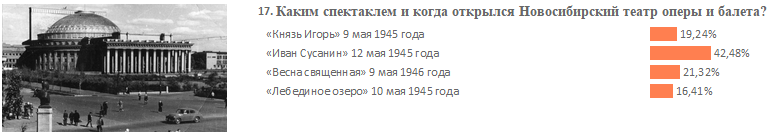 17. Каким спектаклем и когда открылся Новосибирский театр оперы и балета?
«Князь Игорь» 9 мая 1945 года 19,24%
«Иван Сусанин» 12 мая 1945 года 42,48%
«Весна священная» 9 мая 1946 года 21,32%
«Лебединое озеро» 10 мая 1945 года 16,41%